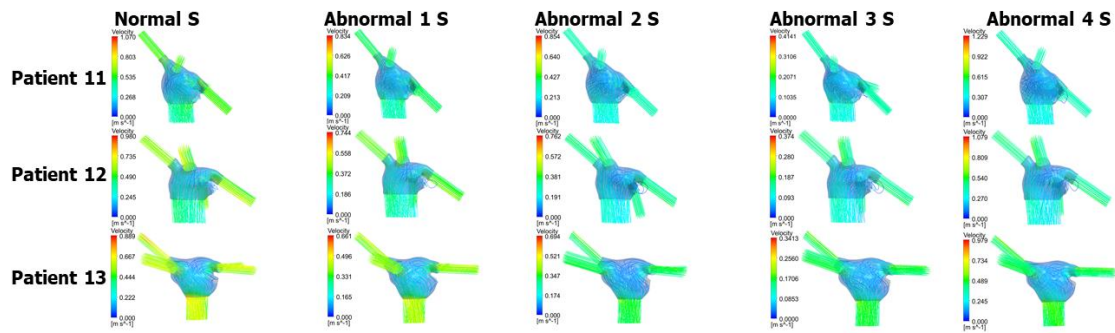 Normal S Abnormal 1 S Abnormal 2 S Abnormal 3 S Abnormal 4 S
Patient 11
Velocity 1.070 0.803 0.535 0.268 0.000 [m s^-1]
Velocity 0.834 0.626 0.417 0.209 0.000 [m s^-1]
Velocity 0.854 0.640 0.427 0.213 0.000 [m s^-1]
Velocity 0.4141 0.3106 0.2071 0.1035 0.0000 [m s^-1]
Velocity 1.229 0.922 0.615 0.307 0.000 [m s^-1]
Patient 12
Velocity 0.980 0.735 0.490 0.245 0.000 [m s^-1]
Velocity 0.744 0.558 0.372 0.186 0.000 [m s^-1]
Velocity 0.762 0.572 0.381 0.191 0.000 [m s^-1]
Velocity 0.374 0.280 0.187 0.093 0.000 [m s^-1]
Velocity 1.079 0.809 0.540 0.270 0.000 [m s^-1]
Patient 13
Velocity 0.889 0.667 0.444 0.222 0.000 [m s^-1]
Velocity 0.661 0.496 0.331 0.165 0.000 [m s^-1]
Velocity 0.694 0.521 0.347 0.174 0.000 [m s^-1]
Velocity 0.3413 0.2560 0.1706 0.0853 0.0000 [m s^-1]
Velocity 0.979 0.734 0.489 0.245 0.000 [m s^-1]